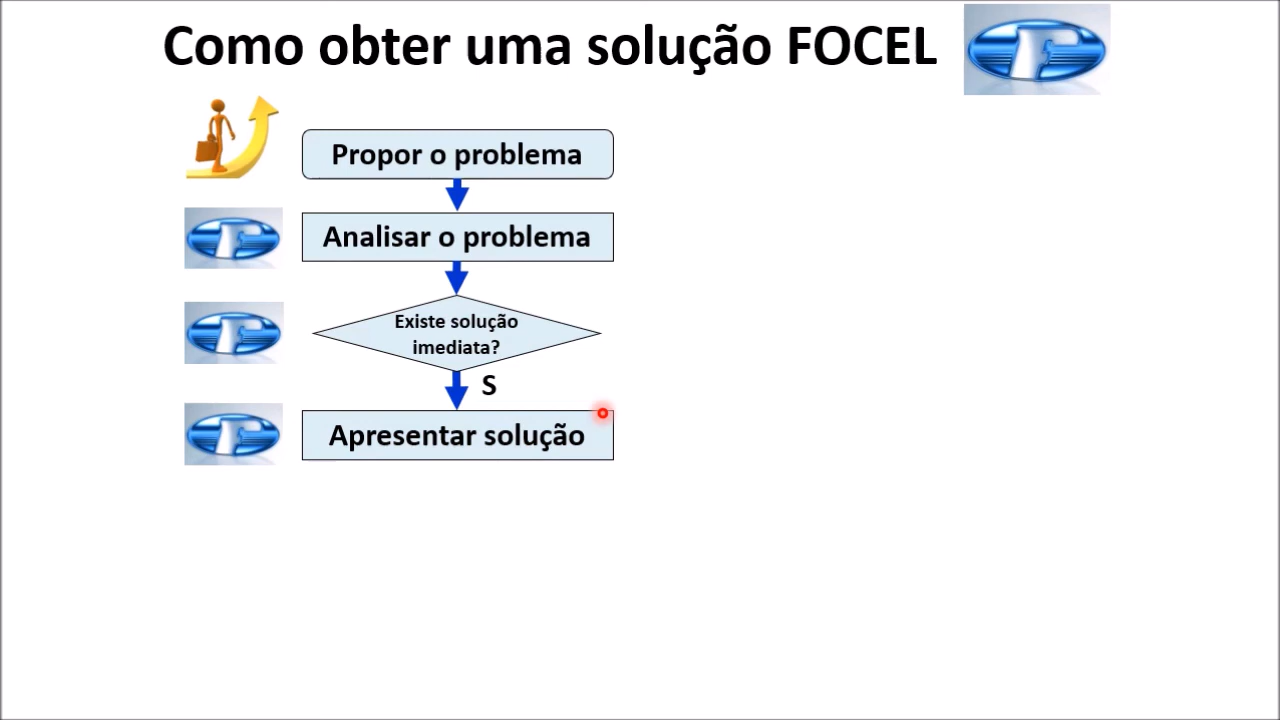 Como obter uma solução FOCEL
Propor o problema
Analisar o problema
Existe solução
imediata?
S
Apresentar solução